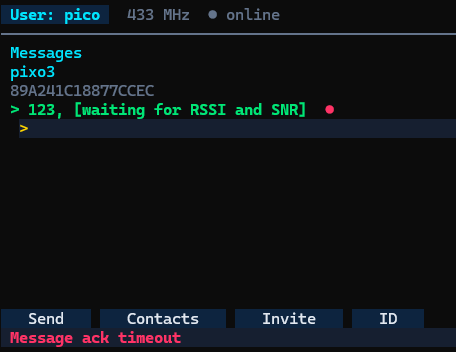 User: pico 433 MHz ● online
Messages
pixo3
89A241C18877CCEC
> 123, [waiting for RSSI and SNR] ●
>
Send Contacts Invite ID
Message ack timeout